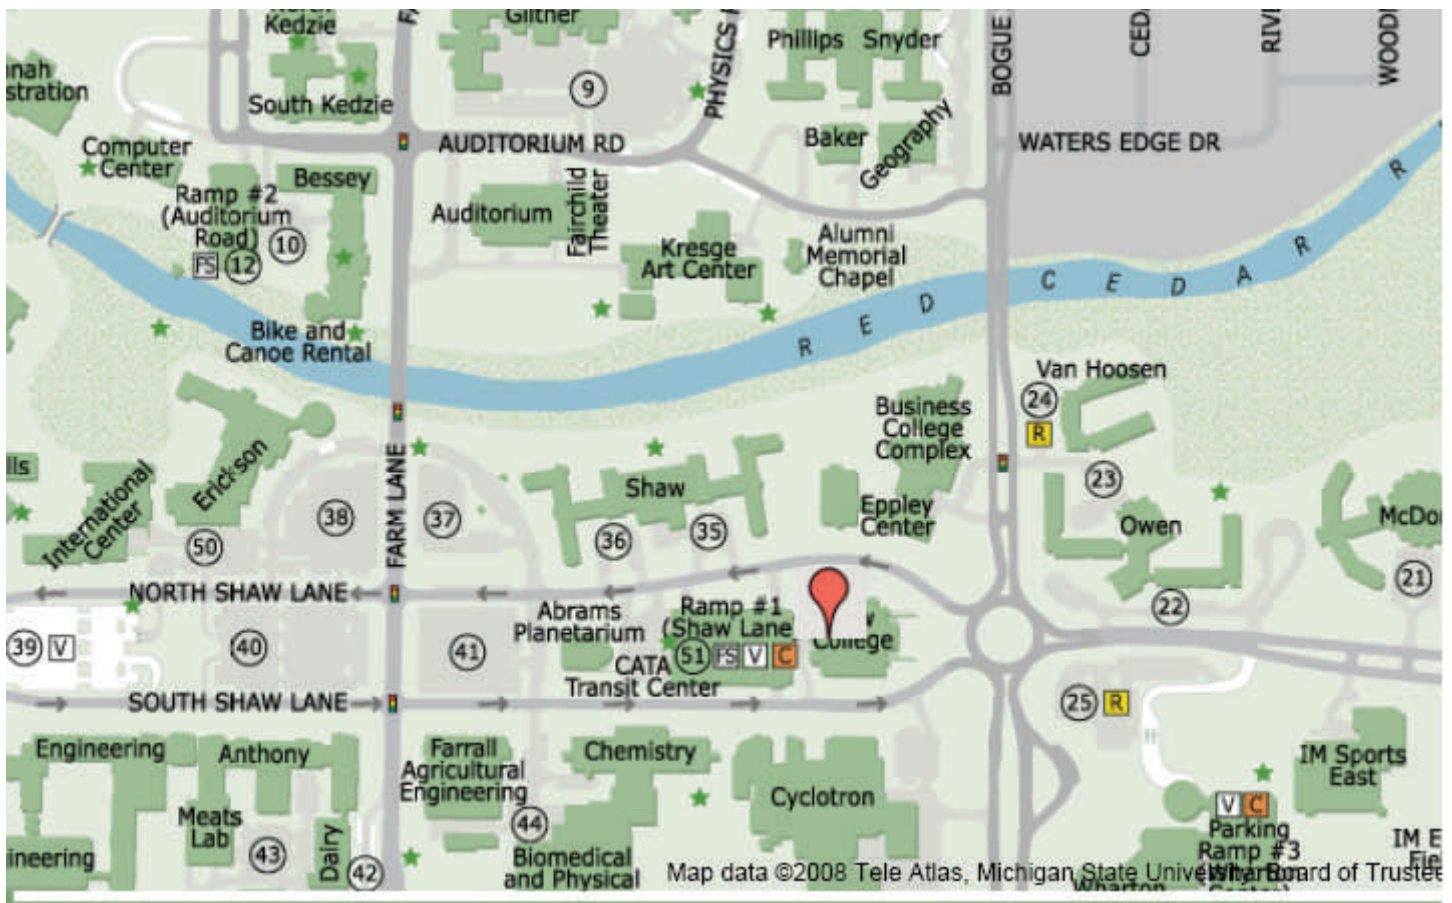 Kedzie
Giltner
PHYSICS
Phillips
Snyder
BOGUE
South Kedzie
9
Computer
Center
AUDITORIUM RD
Baker
Geography
WATERS EDGE DR
Ramp #2
(Auditorium
Road)
FS
12
10
Bessey
Auditorium
Fairchild
Theater
Kresge
Art Center
Alumni
Memorial
Chapel
RED CEDAR R
Bike and
Canoe Rental
Van Hoosen
24
R
Business
College
Complex
Erickson
International
Center
FARM LANE
38
37
Shaw
36
35
Eppley
Center
23
Owen
50
21
22
NORTH SHAW LANE
Abrams
Planetarium
Ramp #1
(Shaw Lane
College
39
V
40
41
51
FS
V
C
CATA
Transit Center
SOUTH SHAW LANE
25
R
Engineering
Anthony
Farrall
Agricultural
Engineering
Chemistry
Cyclotron
IM Sports
East
Meats
Lab
44
V
C
Parking
Ramp #3
43
Dairy
42
Biomedical
and Physical
Wharton
Map data ©2008 Tele Atlas, Michigan State University Board of Trustee